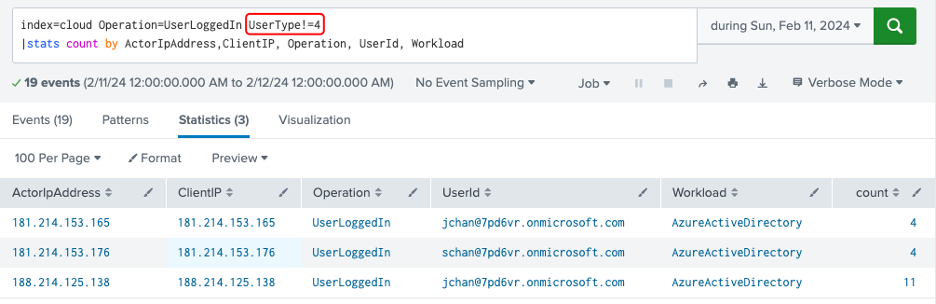 index=cloud Operation=UserLoggedIn UserType!=4
|stats count by ActorIpAddress,ClientIP, Operation, UserId, Workload
during Sun, Feb 11, 2024
19 events (2/11/24 12:00:00.000 AM to 2/12/24 12:00:00.000 AM) No Event Sampling Job Verbose Mode
Events (19) Patterns Statistics (3) Visualization
100 Per Page Format Preview
ActorIpAddress ClientIP Operation UserId Workload count
181.214.153.165 181.214.153.165 UserLoggedIn jchan@7pd6vr.onmicrosoft.com AzureActiveDirectory 4
181.214.153.176 181.214.153.176 UserLoggedIn schan@7pd6vr.onmicrosoft.com AzureActiveDirectory 4
188.214.125.138 188.214.125.138 UserLoggedIn jchan@7pd6vr.onmicrosoft.com AzureActiveDirectory 11